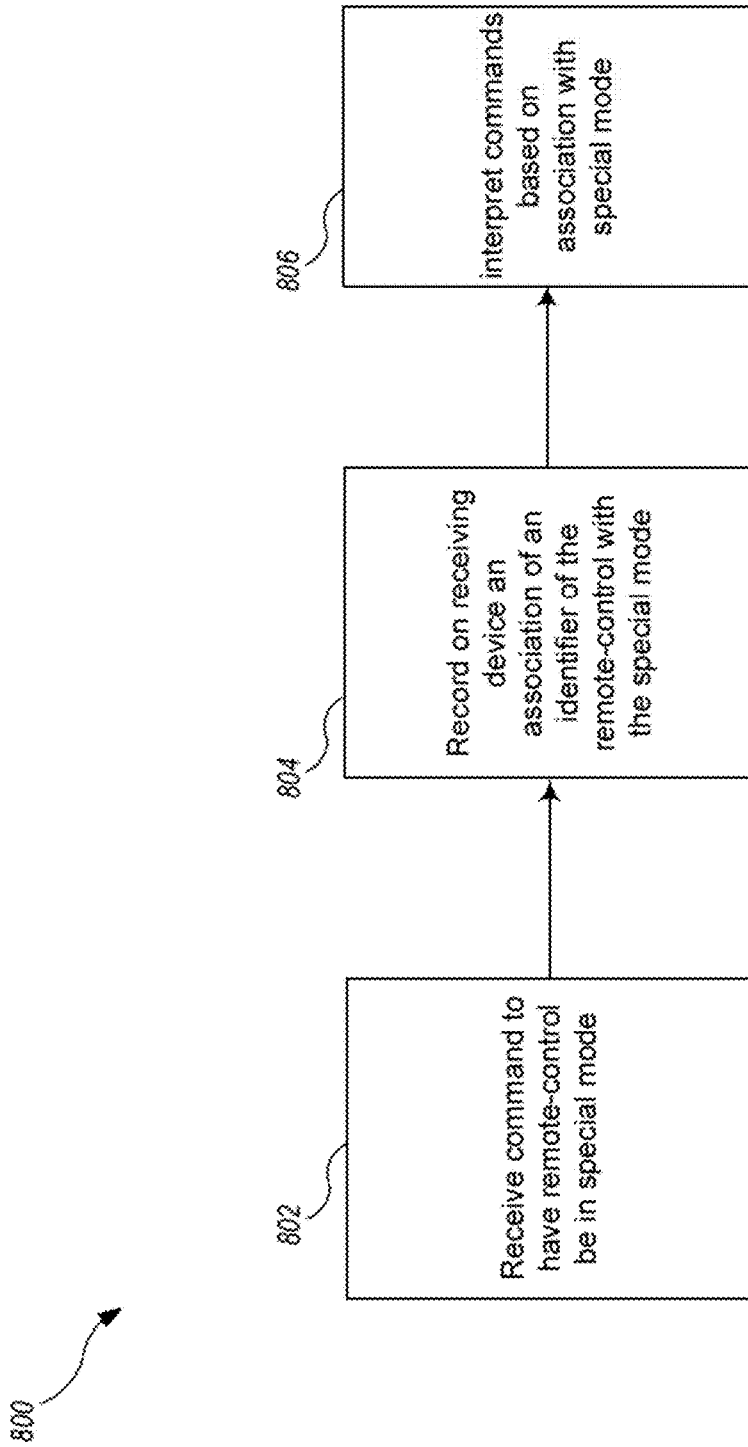 800
802
Receive command to
have remote-control
be in special mode
804
Record on receiving
device an
association of an
identifier of the
remote-control with
the special mode
806
interpret commands
based on
association with
special mode